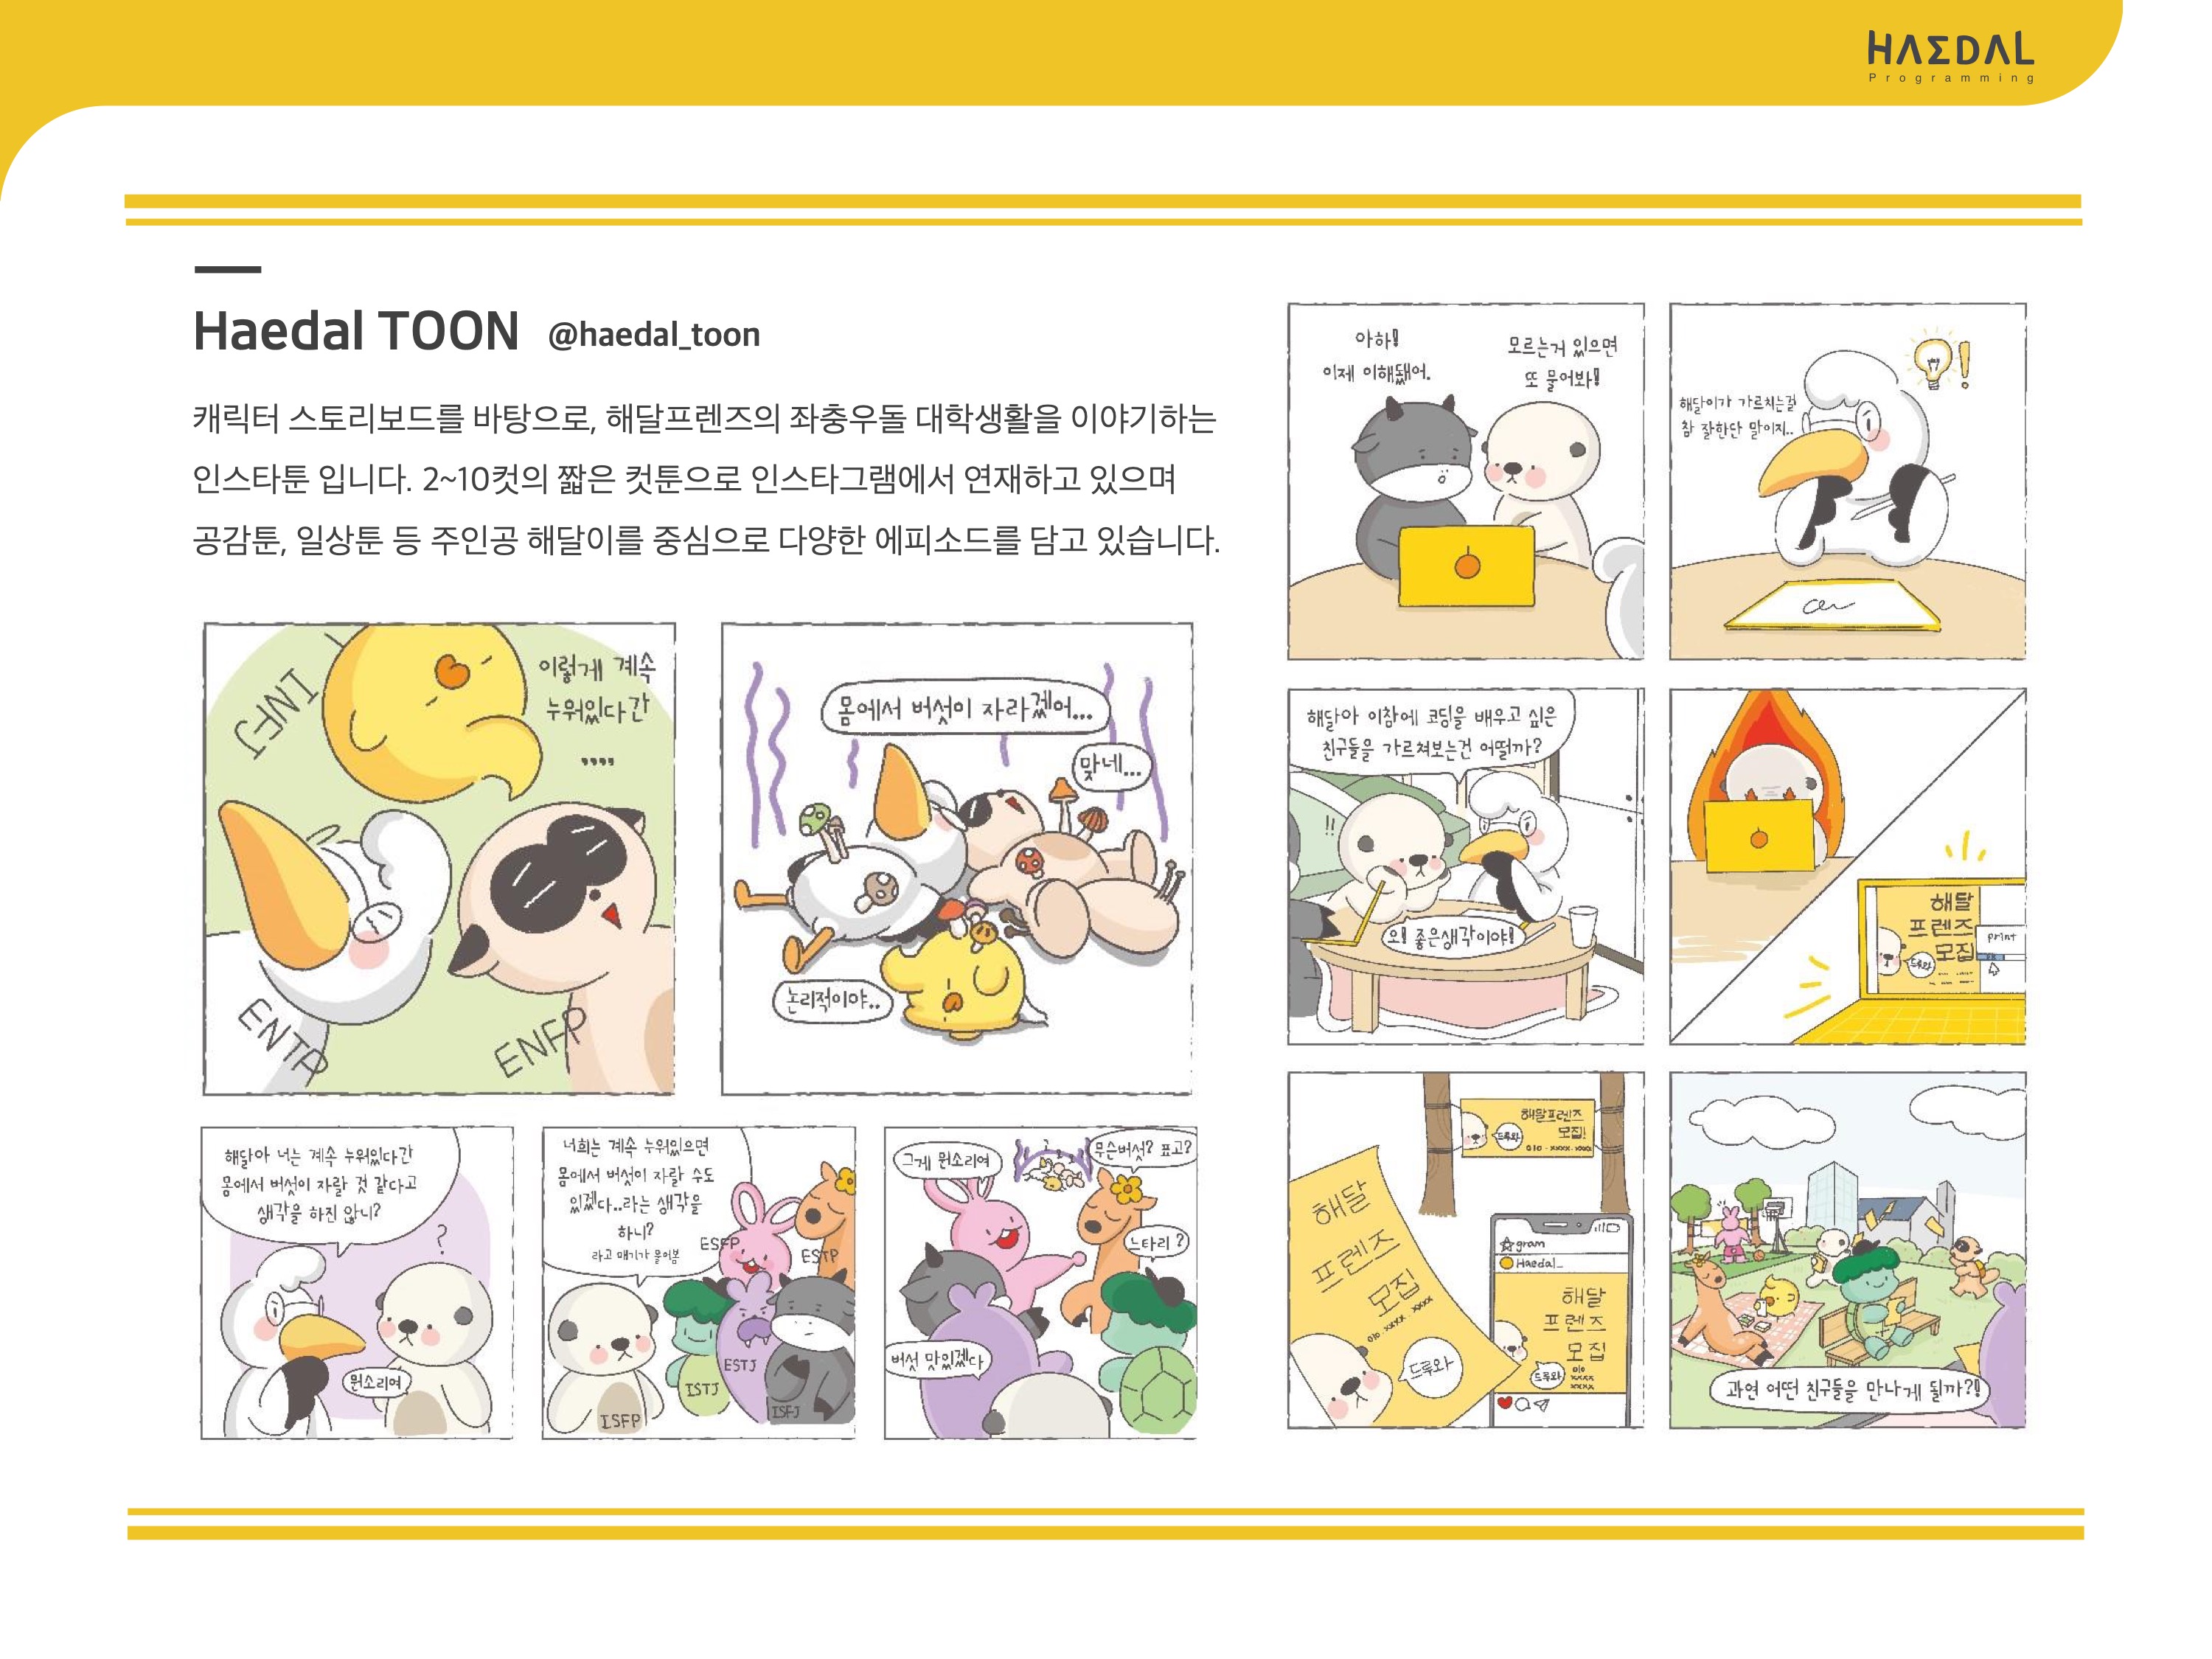 HAEDAL
Programming
Haedal TOON @haedal_toon
캐릭터 스토리보드를 바탕으로, 해달프렌즈의 좌충우돌 대학생활을 이야기하는
인스타툰 입니다. 2~10컷의 짧은 컷툰으로 인스타그램에서 연재하고 있으며
공감툰, 일상툰 등 주인공 해달이를 중심으로 다양한 에피소드를 담고 있습니다.
INFJ
이렇게 계속
누워있다간
,,,,
ENTP
ENFP
몸에서 버섯이 자라겠어...
맞네...
논리적이야..
해달아 너는 계속 누워있다간
몸에서 버섯이 자랄 것 같다고
생각을 하진 않니?
?
뭔소리여
너희는 계속 누워있으면
몸에서 버섯이 자랄 수도
있겠다..라는 생각을
하니?
라고 매기가 물어봄
ESFP
ESTP
ESTJ
ISTJ
ISFJ
ISFP
그게 뭔소리여
무슨버섯? 표고?
느타리?
버섯 맛있겠다
아하!
이제 이해됐어.
모르는거 있으면
또 물어봐!
해달이가 가르치는걸
참 잘한단 말이지..
!
해달아 이참에 코딩을 배우고 싶은
친구들을 가르쳐보는건 어떨까?
!!
오! 좋은생각이야!
해달
프렌즈
모집
드루와
print
해달프렌즈
모집!
드루와
010-xxxx-xxxx
해달
프렌즈
모집
010-xxxx-xxxx
드루와
☆gram
Haedal_
해달
프렌즈
모집
010
xxxx
xxxx
드루와
과연 어떤 친구들을 만나게 될까?!